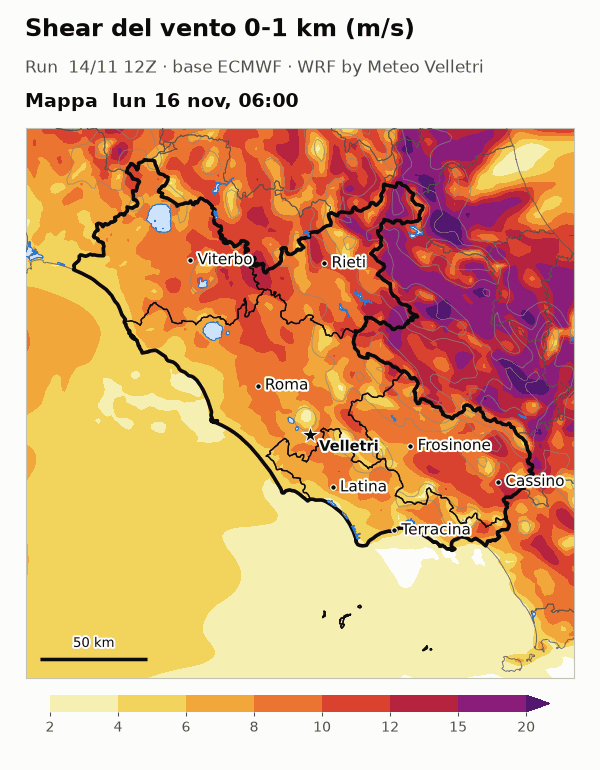 Shear del vento 0-1 km (m/s)
Run  14/11 12Z · base ECMWF · WRF by Meteo Velletri
Mappa  lun 16 nov, 06:00
Viterbo
Rieti
Roma
Velletri
Frosinone
Cassino
Latina
Terracina
50 km
2 4 6 8 10 12 15 20